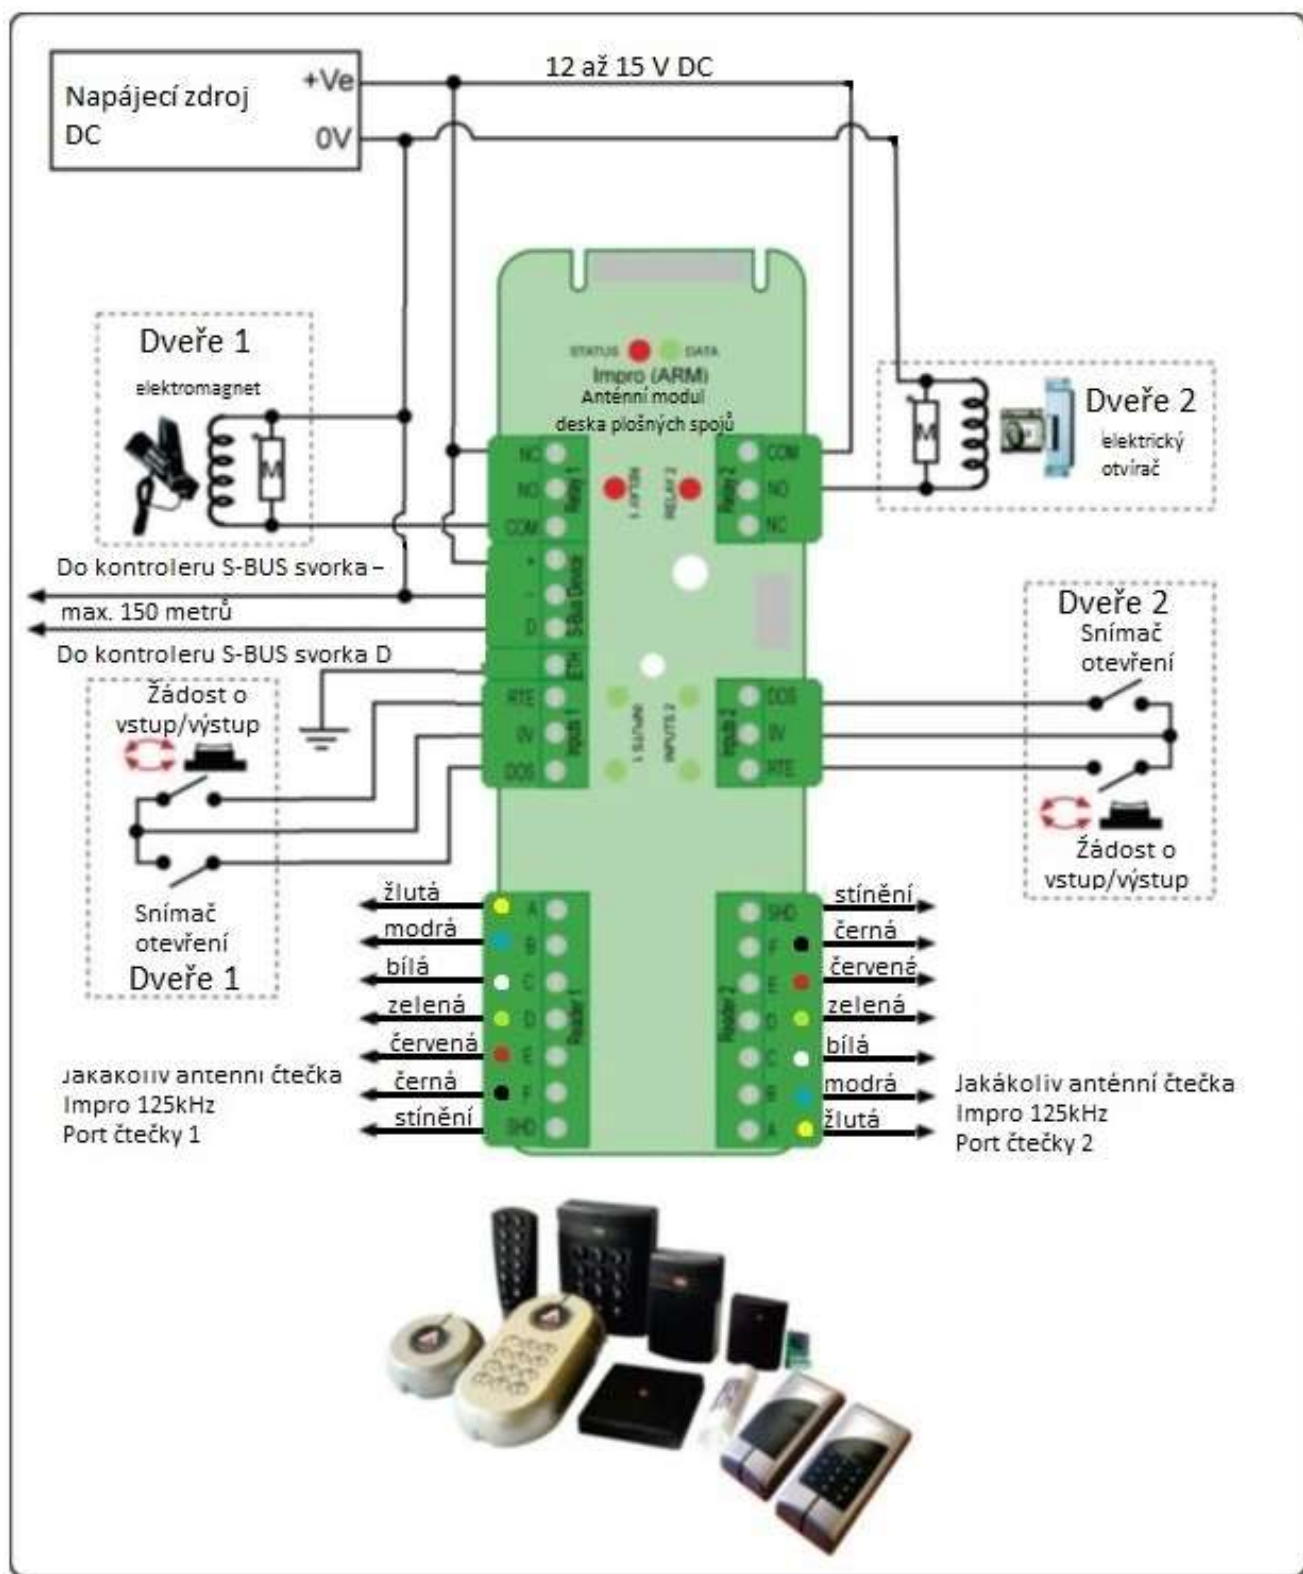 12 až 15 V DC
+Ve
Napájecí zdroj
DC
0V
Dveře 1
elektromagnet
STATUS
DATA
Impro (ARM)
Anténní modul
deska plošných spojů
Dveře 2
elektrický
otvírač
NC
NO
COM
Relay 1
RELAY 1
RELAY 2
Relay 2
COM
NO
NC
Do kontroleru S-BUS svorka –
max. 150 metrů
Do kontroleru S-BUS svorka D
+
–
D
S-Bus Device
ETH
Dveře 2
Snímač
otevření
Žádost o
vstup/výstup
RTE
0V
DOS
Inputs 1
INPUTS 1
INPUTS 2
Inputs 2
DOS
0V
RTE
Žádost o
vstup/výstup
Snímač
otevření
Dveře 1
žlutá
modrá
bílá
zelená
červená
černá
stínění
A
B
C
D
E
F
SHD
Reader 1
Reader 2
SHD
F
E
D
C
B
A
stínění
černá
červená
zelená
bílá
modrá
žlutá
Jakákoliv anténní čtečka
Impro 125kHz
Port čtečky 1
Jakákoliv anténní čtečka
Impro 125kHz
Port čtečky 2